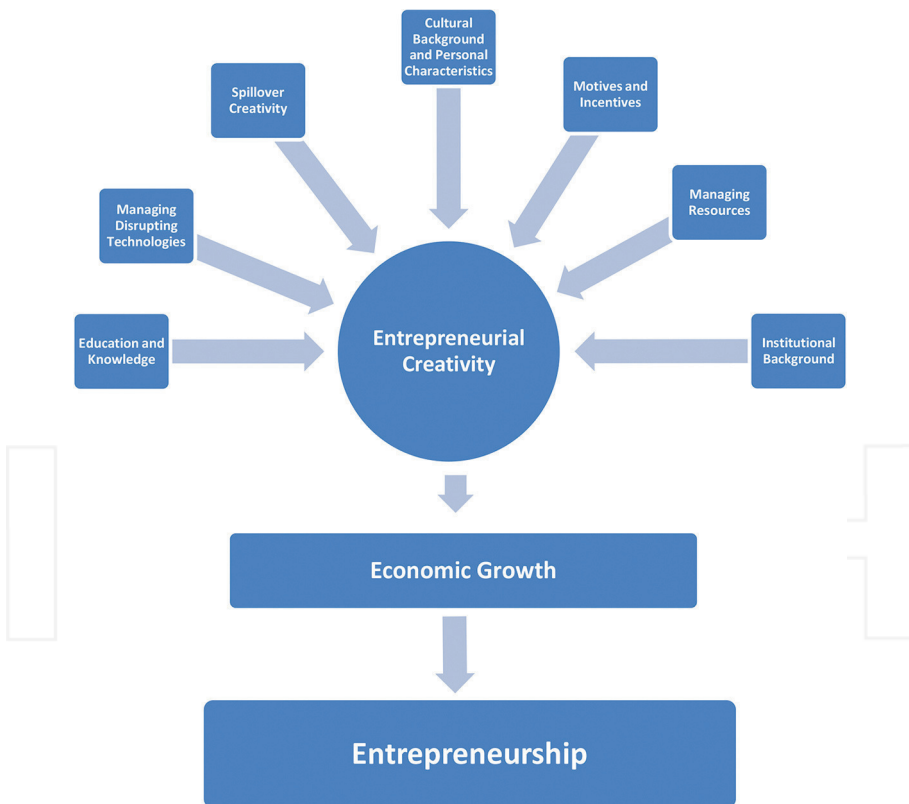 Cultural
Background
and Personal
Characteristics
Spillover
Creativity
Motives and
Incentives
Managing
Disrupting
Technologies
Managing
Resources
Education and
Knowledge
Entrepreneurial
Creativity
Institutional
Background
Economic Growth
Entrepreneurship